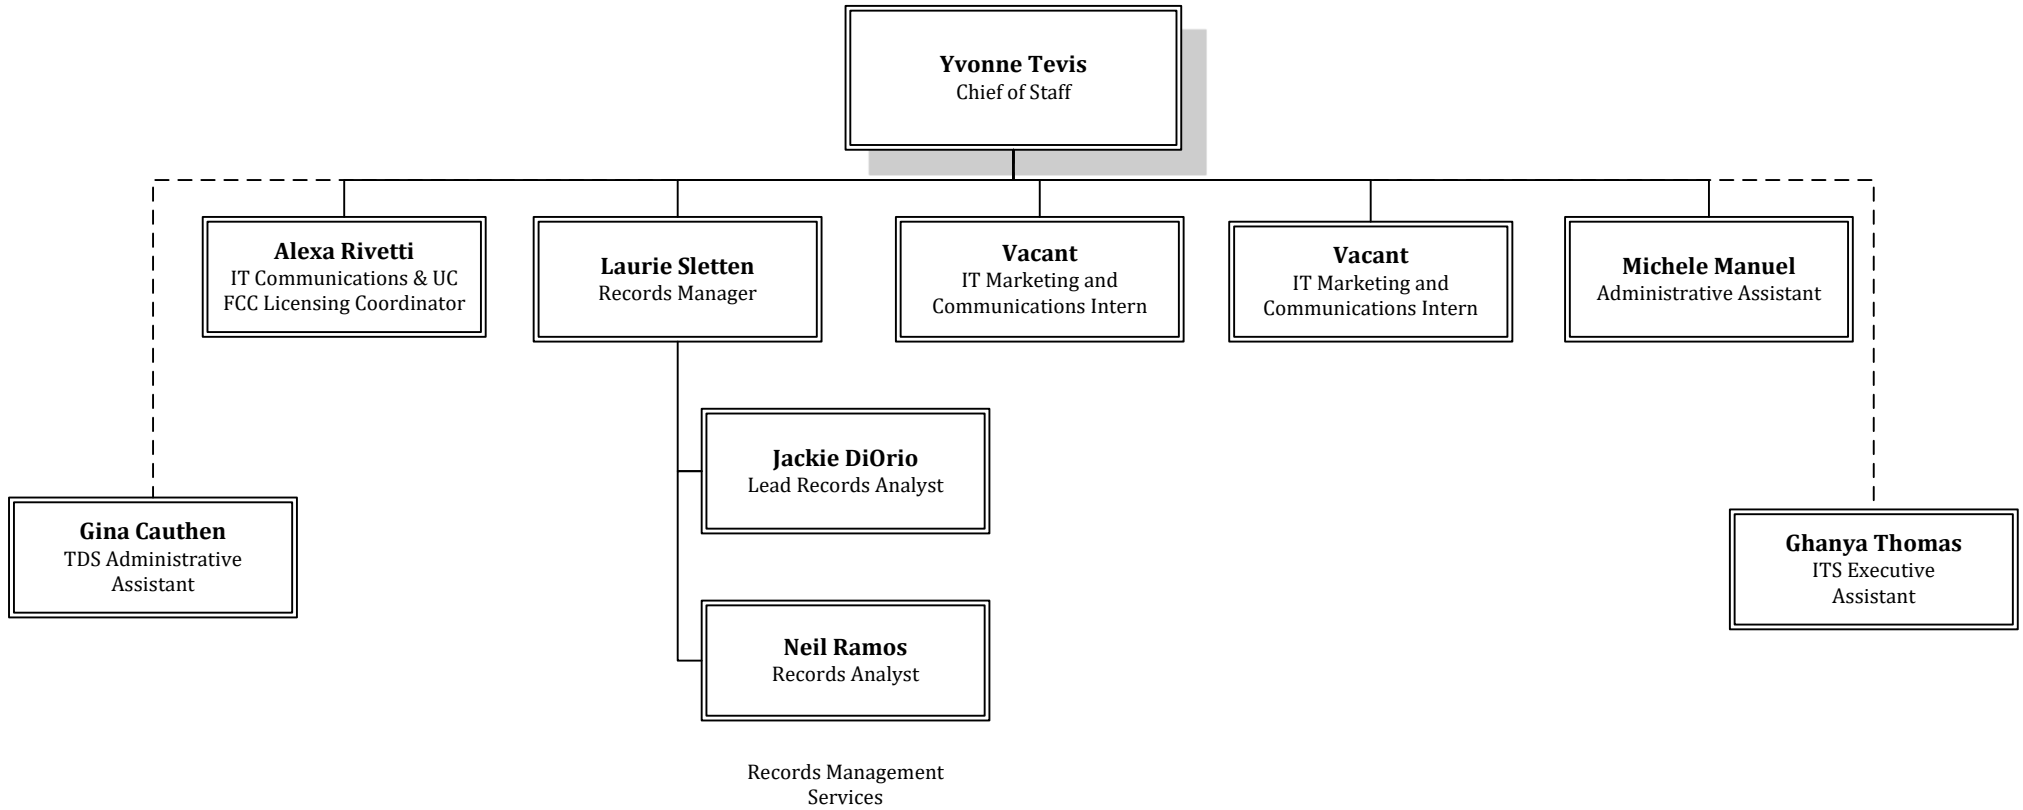 Yvonne Tevis
Chief of Staff
Alexa Rivetti
IT Communications & UC
FCC Licensing Coordinator
Laurie Sletten
Records Manager
Vacant
IT Marketing and
Communications Intern
Vacant
IT Marketing and
Communications Intern
Michele Manuel
Administrative Assistant
Jackie DiOrio
Lead Records Analyst
Gina Cauthen
TDS Administrative
Assistant
Ghanya Thomas
ITS Executive
Assistant
Neil Ramos
Records Analyst
Records Management
Services